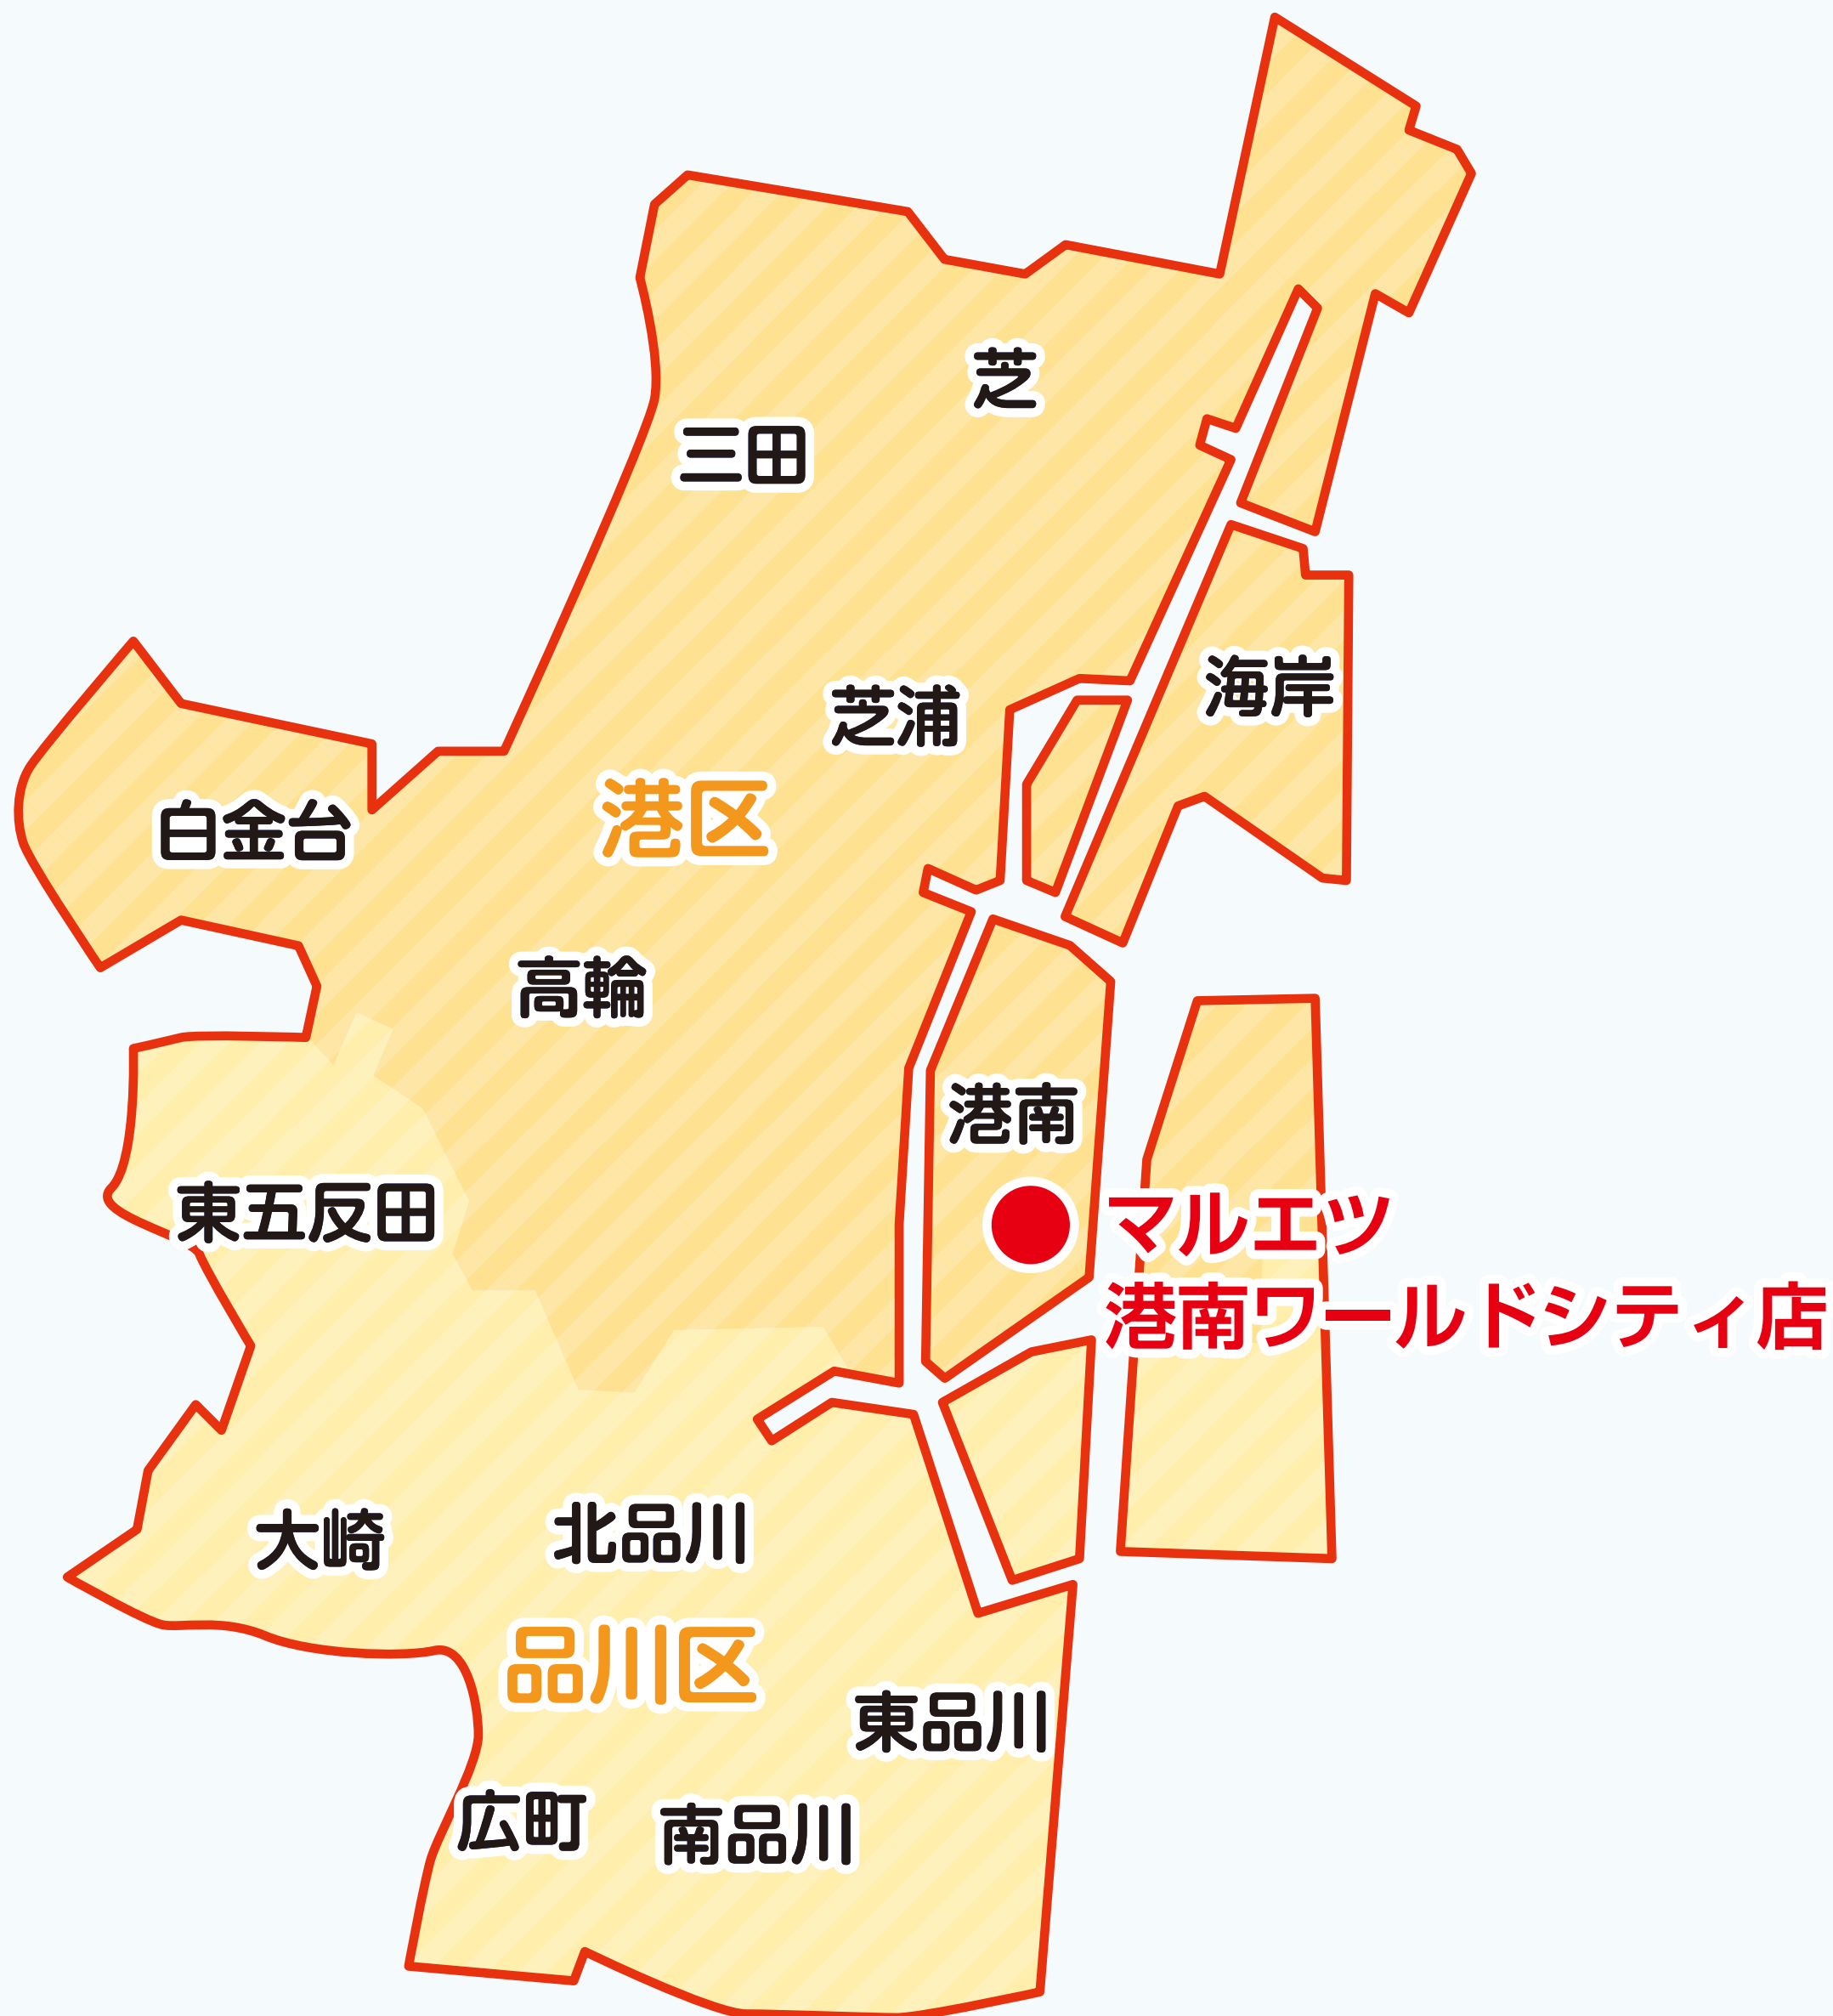 芝
三田
海岸
芝浦
港区
白金台
高輪
港南
東五反田
マルエツ
港南ワールドシティ店
大崎
北品川
品川区
東品川
広町
南品川